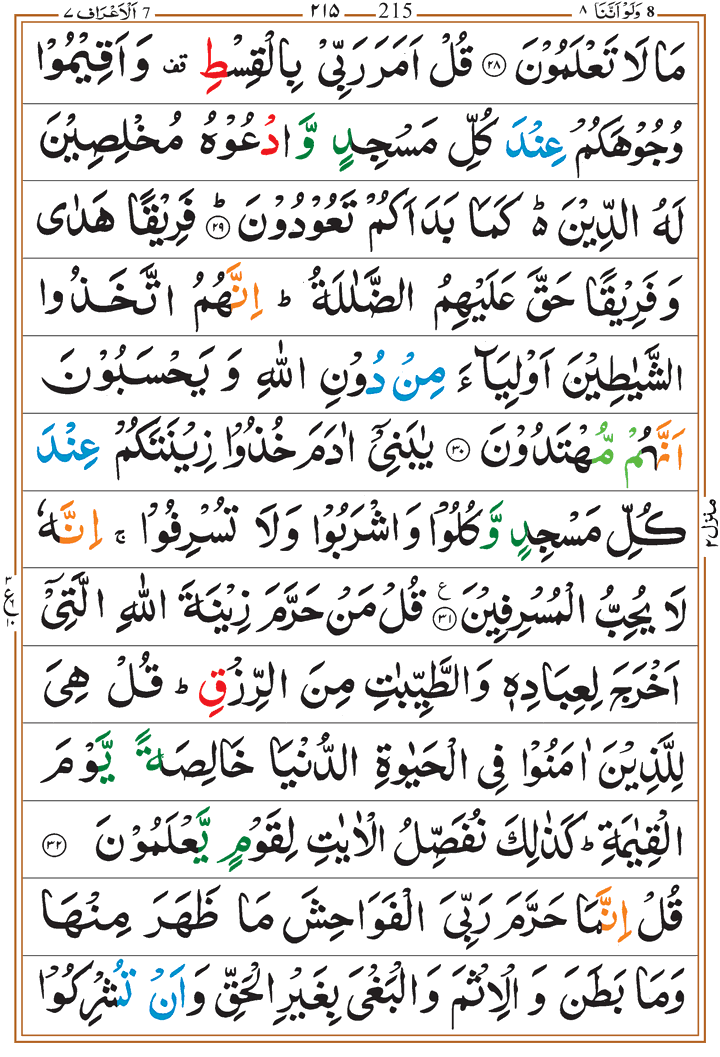 8 وَلَوْ اَنَّنَا ٨ 215 ٢١٥ 7 اَلْاَعْرَاف ٧
مَا لَا تَعْلَمُوْنَ ٢٨ قُلْ اَمَرَ رَبِّىْ بِالْقِسْطِ قف وَاَقِيْمُوْا
وُجُوْهَكُمْ عِنْدَ كُلِّ مَسْجِدٍ وَّادْعُوْهُ مُخْلِصِيْنَ
لَهُ الدِّيْنَ ؕ كَمَا بَدَاَكُمْ تَعُوْدُوْنَ ؕ ٢٩ فَرِيْقًا هَدٰى
وَفَرِيْقًا حَقَّ عَلَيْهِمُ الضَّلٰلَةُ ؕ اِنَّهُمُ اتَّخَذُوا
الشَّيٰطِيْنَ اَوْلِيَآءَ مِنْ دُوْنِ اللّٰهِ وَيَحْسَبُوْنَ
اَنَّهُمْ مُّهْتَدُوْنَ ٣٠ يٰبَنِىْٓ اٰدَمَ خُذُوْا زِيْنَتَكُمْ عِنْدَ
كُلِّ مَسْجِدٍ وَّكُلُوْا وَاشْرَبُوْا وَلَا تُسْرِفُوْا ۚ اِنَّهٗ
لَا يُحِبُّ الْمُسْرِفِيْنَ ٣١ ع قُلْ مَنْ حَرَّمَ زِيْنَةَ اللّٰهِ الَّتِىْٓ
اَخْرَجَ لِعِبَادِهٖ وَالطَّيِّبٰتِ مِنَ الرِّزْقِ ؕ قُلْ هِىَ
لِلَّذِيْنَ اٰمَنُوْا فِى الْحَيٰوةِ الدُّنْيَا خَالِصَةً يَّوْمَ
الْقِيٰمَةِ ؕ كَذٰلِكَ نُفَصِّلُ الْاٰيٰتِ لِقَوْمٍ يَّعْلَمُوْنَ ٣٢
قُلْ اِنَّمَا حَرَّمَ رَبِّىَ الْفَوَاحِشَ مَا ظَهَرَ مِنْهَا
وَمَا بَطَنَ وَالْاِثْمَ وَالْبَغْىَ بِغَيْرِ الْحَقِّ وَاَنْ تُشْرِكُوْا
منزل ٢
ع ١٠